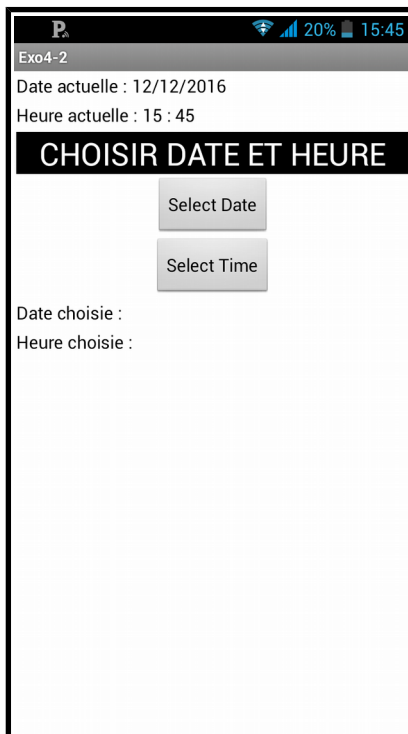 P 20% 15:45
Exo4-2
Date actuelle : 12/12/2016
Heure actuelle : 15 : 45
CHOISIR DATE ET HEURE
Select Date
Select Time
Date choisie :
Heure choisie :